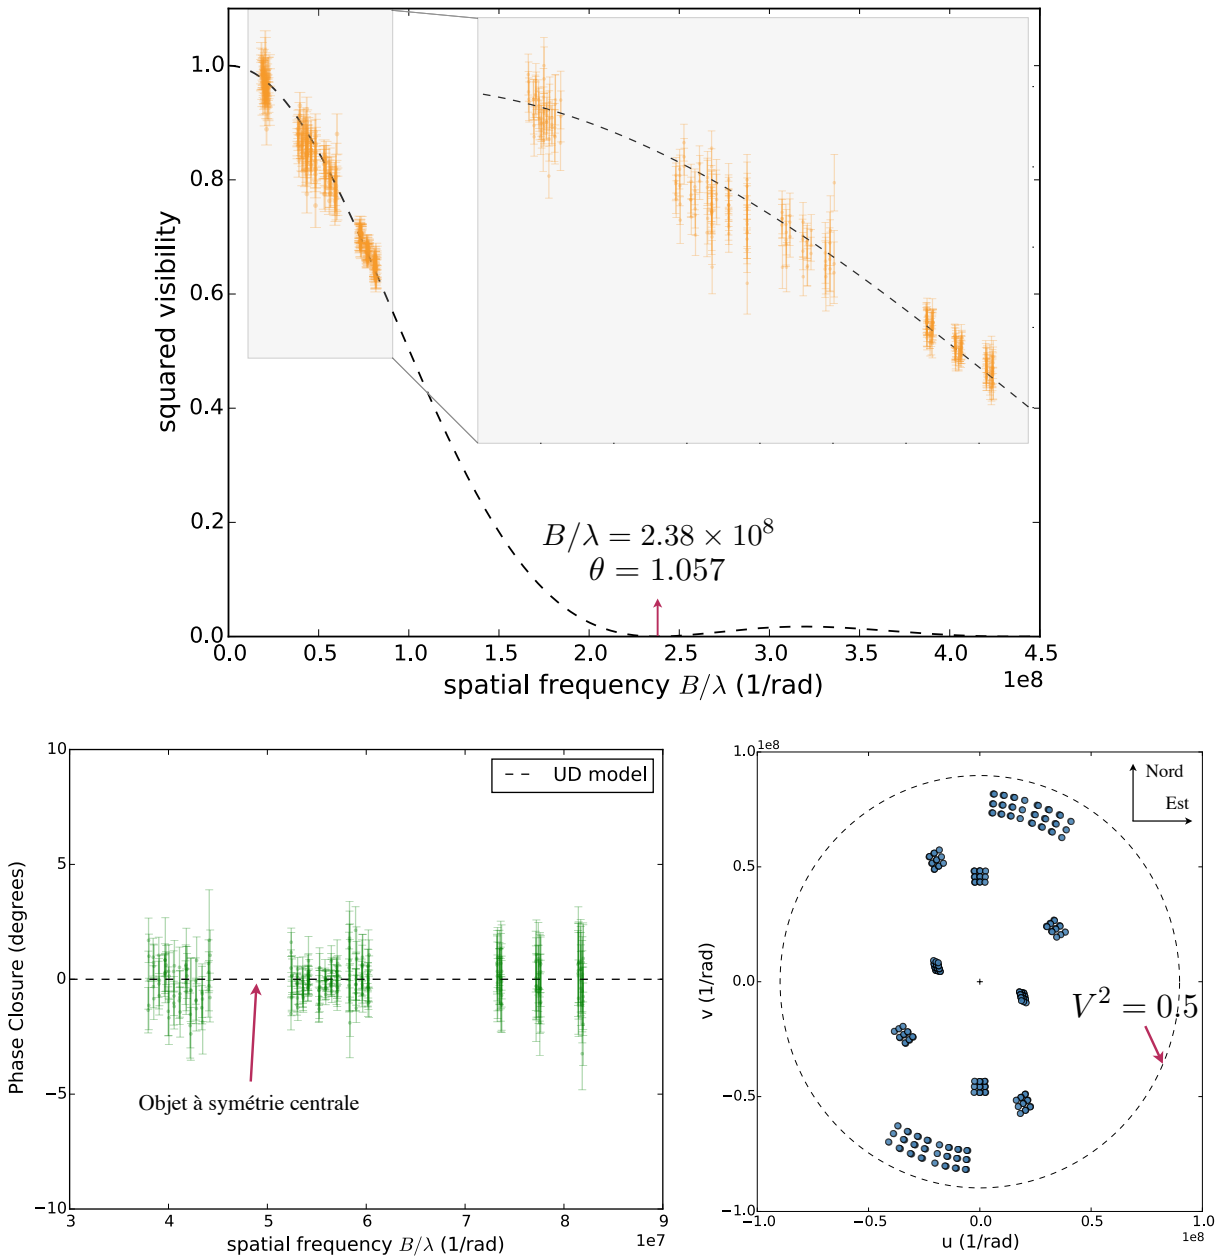 1.0
0.8
0.6
0.4
0.2
0.0
squared visibility
B/λ = 2.38 × 10⁸
θ = 1.057
0.0 0.5 1.0 1.5 2.0 2.5 3.0 3.5 4.0 4.5
1e8
spatial frequency B/λ (1/rad)
10
5
0
−5
−10
Phase Closure (degrees)
UD model
Objet à symétrie centrale
3 4 5 6 7 8 9
1e7
spatial frequency B/λ (1/rad)
1e8
1.0
0.5
0.0
−0.5
−1.0
v (1/rad)
Nord
Est
V² = 0.5
−1.0 −0.5 0.0 0.5 1.0
1e8
u (1/rad)